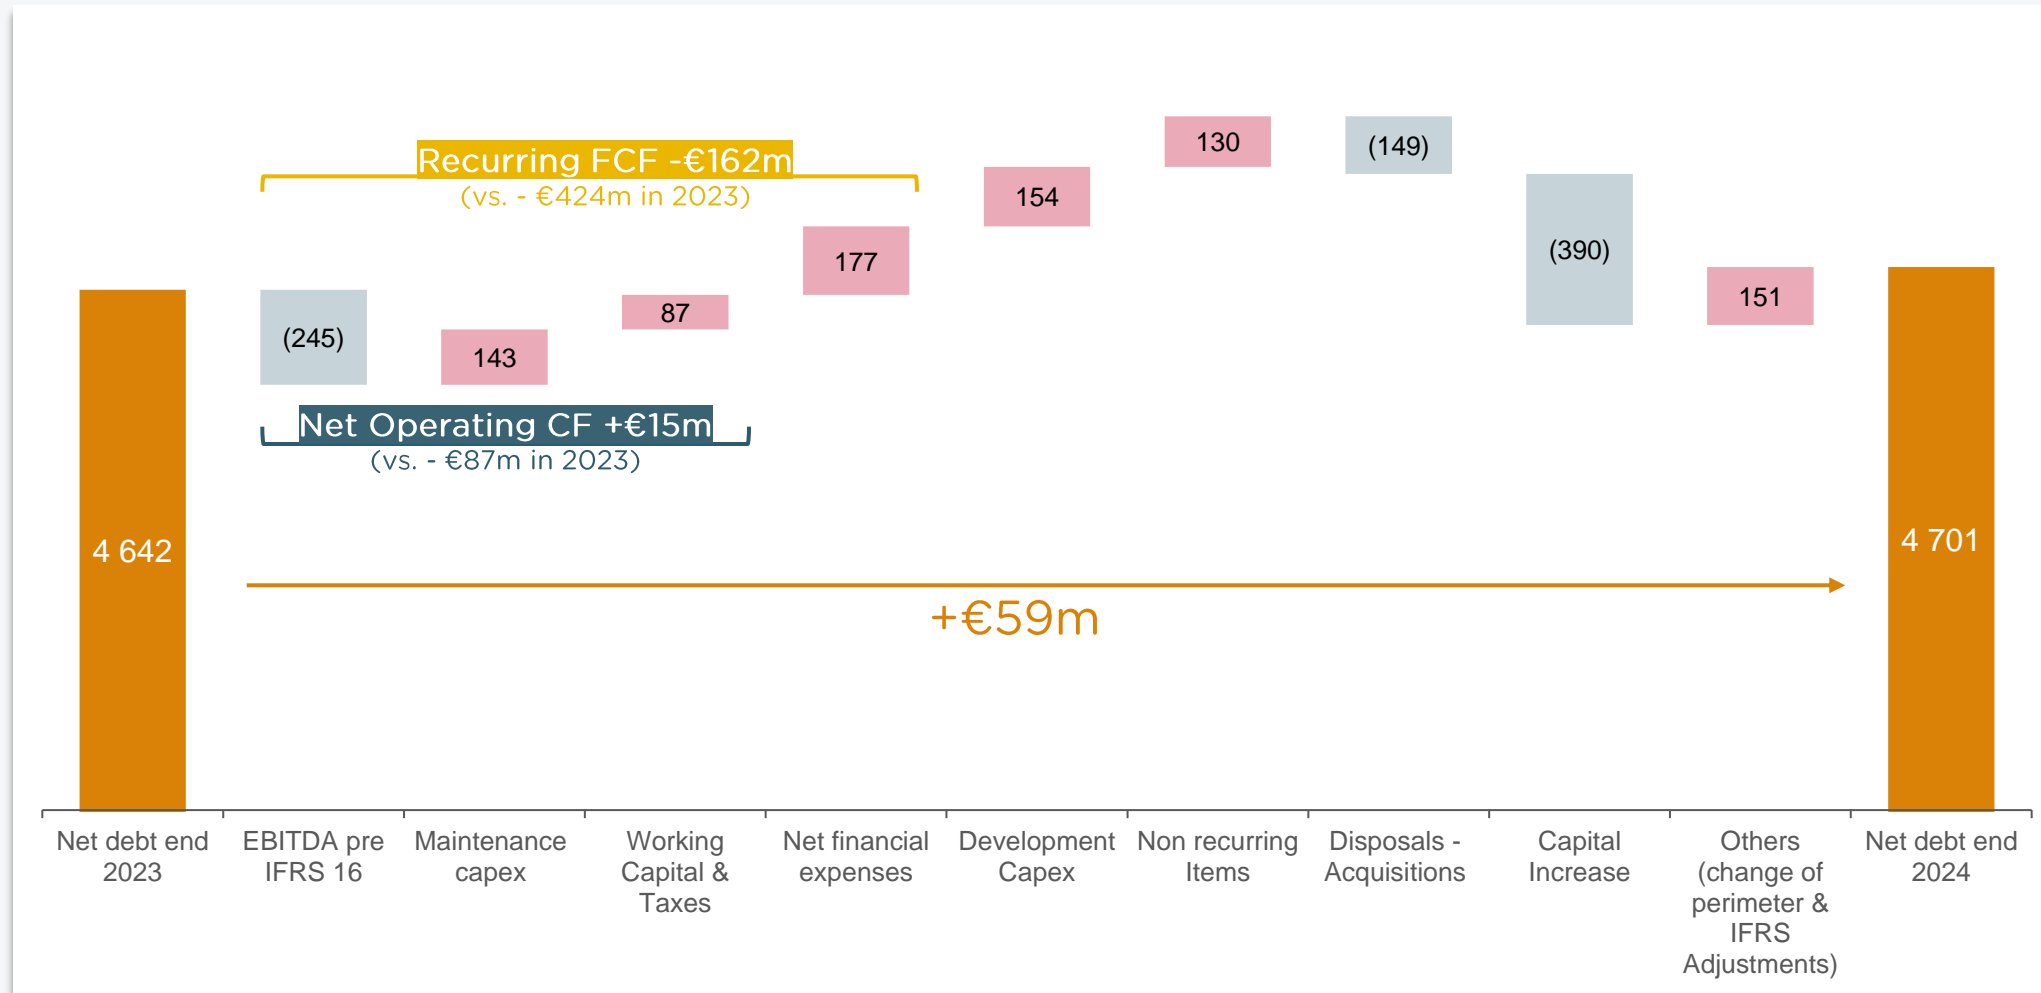 Recurring FCF -€162m
(vs. - €424m in 2023)
130
(149)
154
(390)
177
151
87
(245)
143
Net Operating CF +€15m
(vs. - €87m in 2023)
4 642
4 701
+€59m
Net debt end
2023
EBITDA pre
IFRS 16
Maintenance
capex
Working
Capital &
Taxes
Net financial
expenses
Development
Capex
Non recurring
Items
Disposals -
Acquisitions
Capital
Increase
Others
(change of
perimeter &
IFRS
Adjustments)
Net debt end
2024